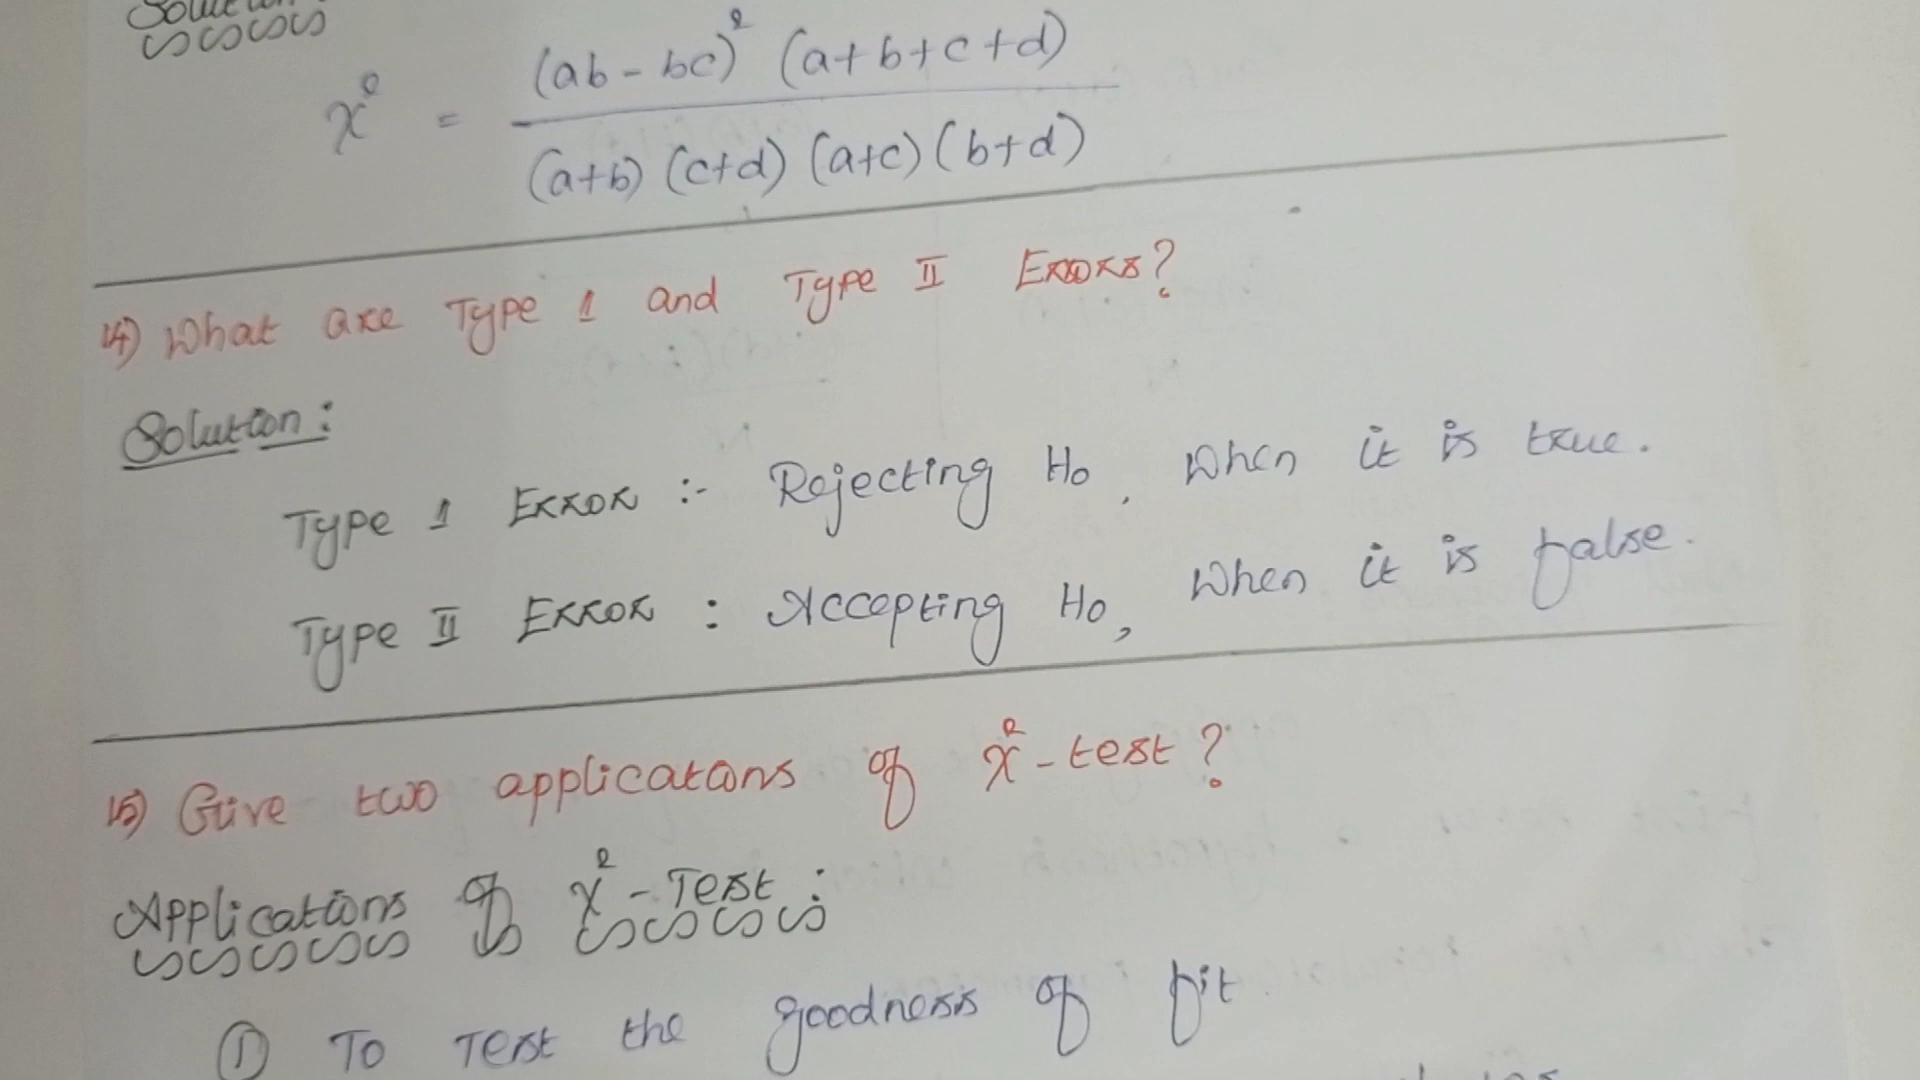 Solution
χ² = (ab - bc)² (a+b+c+d) / (a+b) (c+d) (a+c) (b+d)
14) What are Type 1 and Type II Errors?
Solution:
Type 1 Error :- Rejecting H₀, when it is true.
Type II Error : Accepting H₀, when it is false.
15) Give two applications of χ²-test?
Applications of χ²-Test:
① To Test the goodness of fit